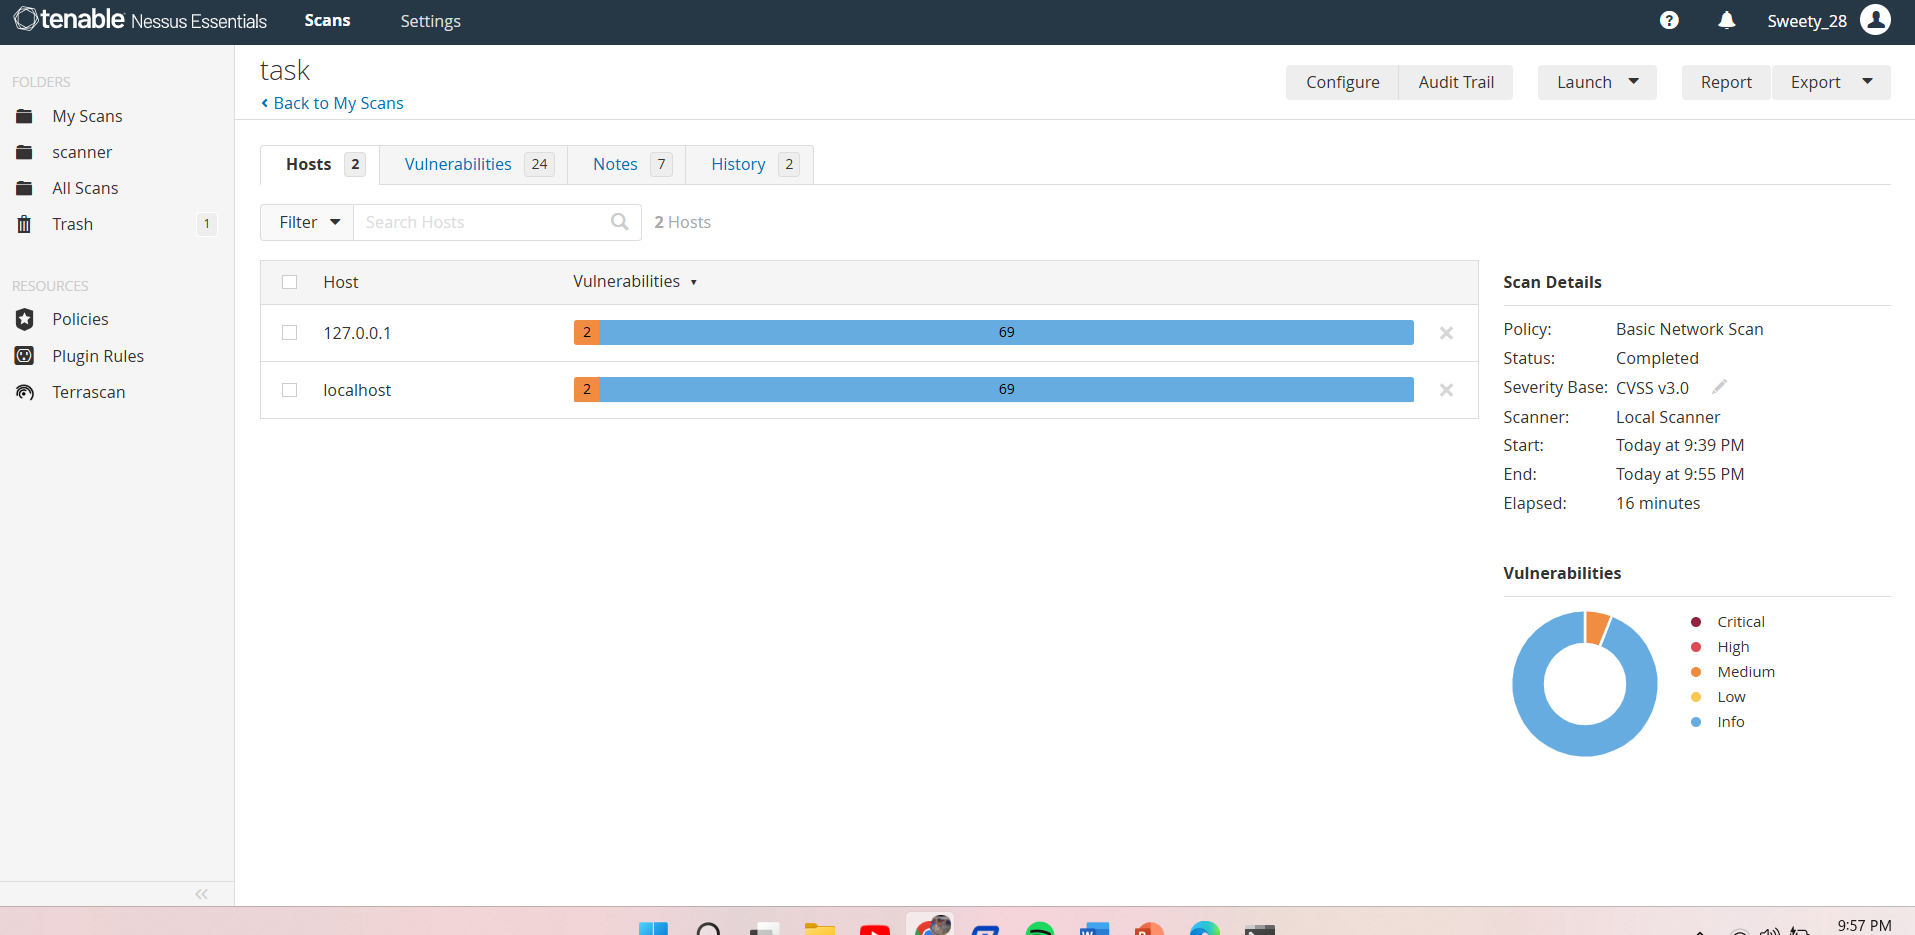 tenable Nessus Essentials Scans Settings Sweety_28
FOLDERS
My Scans
scanner
All Scans
Trash 1
RESOURCES
Policies
Plugin Rules
Terrascan
task
Back to My Scans
Configure Audit Trail Launch Report Export
Hosts 2 Vulnerabilities 24 Notes 7 History 2
Filter Search Hosts 2 Hosts
Host Vulnerabilities
127.0.0.1 2 69
localhost 2 69
Scan Details
Policy: Basic Network Scan
Status: Completed
Severity Base: CVSS v3.0
Scanner: Local Scanner
Start: Today at 9:39 PM
End: Today at 9:55 PM
Elapsed: 16 minutes
Vulnerabilities
Critical
High
Medium
Low
Info
9:57 PM